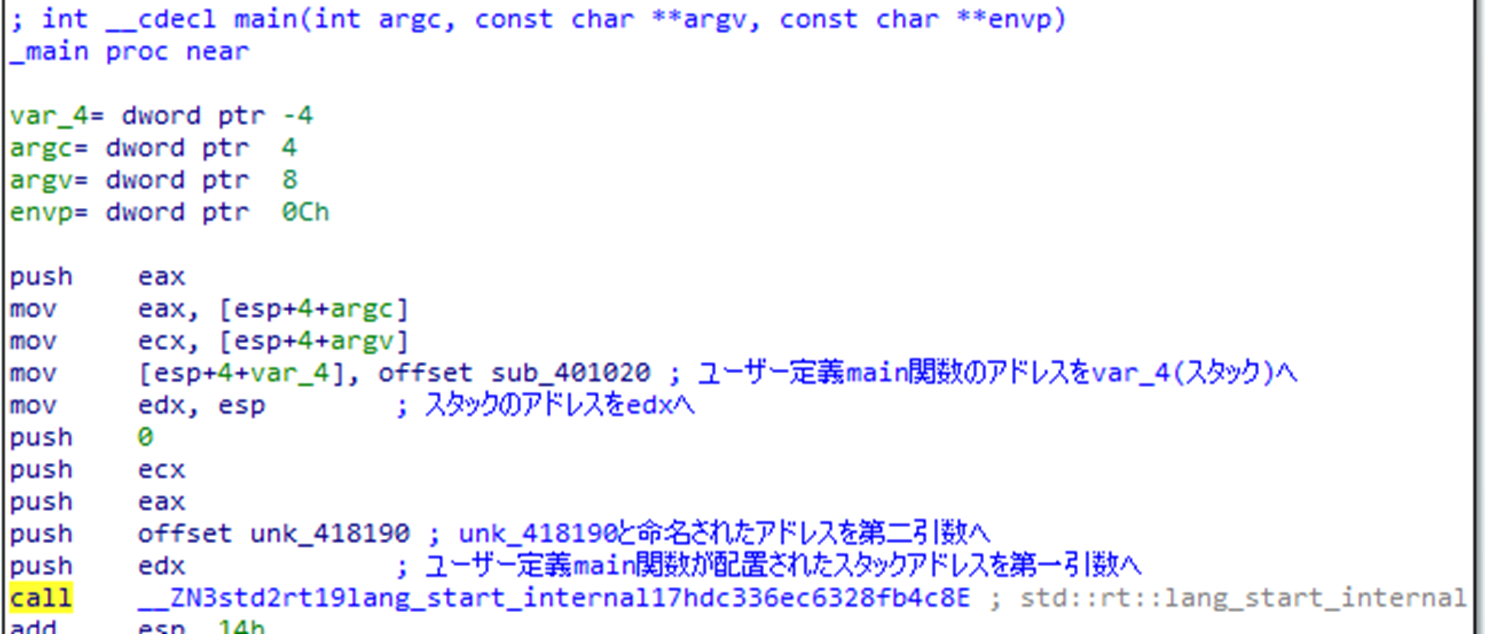 ; int __cdecl main(int argc, const char **argv, const char **envp)
_main proc near
var_4= dword ptr -4
argc= dword ptr  4
argv= dword ptr  8
envp= dword ptr  0Ch
push    eax
mov     eax, [esp+4+argc]
mov     ecx, [esp+4+argv]
mov     [esp+4+var_4], offset sub_401020 ; ユーザー定義main関数のアドレスをvar_4(スタック)へ
mov     edx, esp        ; スタックのアドレスをedxへ
push    0
push    ecx
push    eax
push    offset unk_418190 ; unk_418190と命名されたアドレスを第二引数へ
push    edx             ; ユーザー定義main関数が配置されたスタックアドレスを第一引数へ
call    __ZN3std2rt19lang_start_internal17hdc336ec6328fb4c8E ; std::rt::lang_start_internal
add     esp, 14h